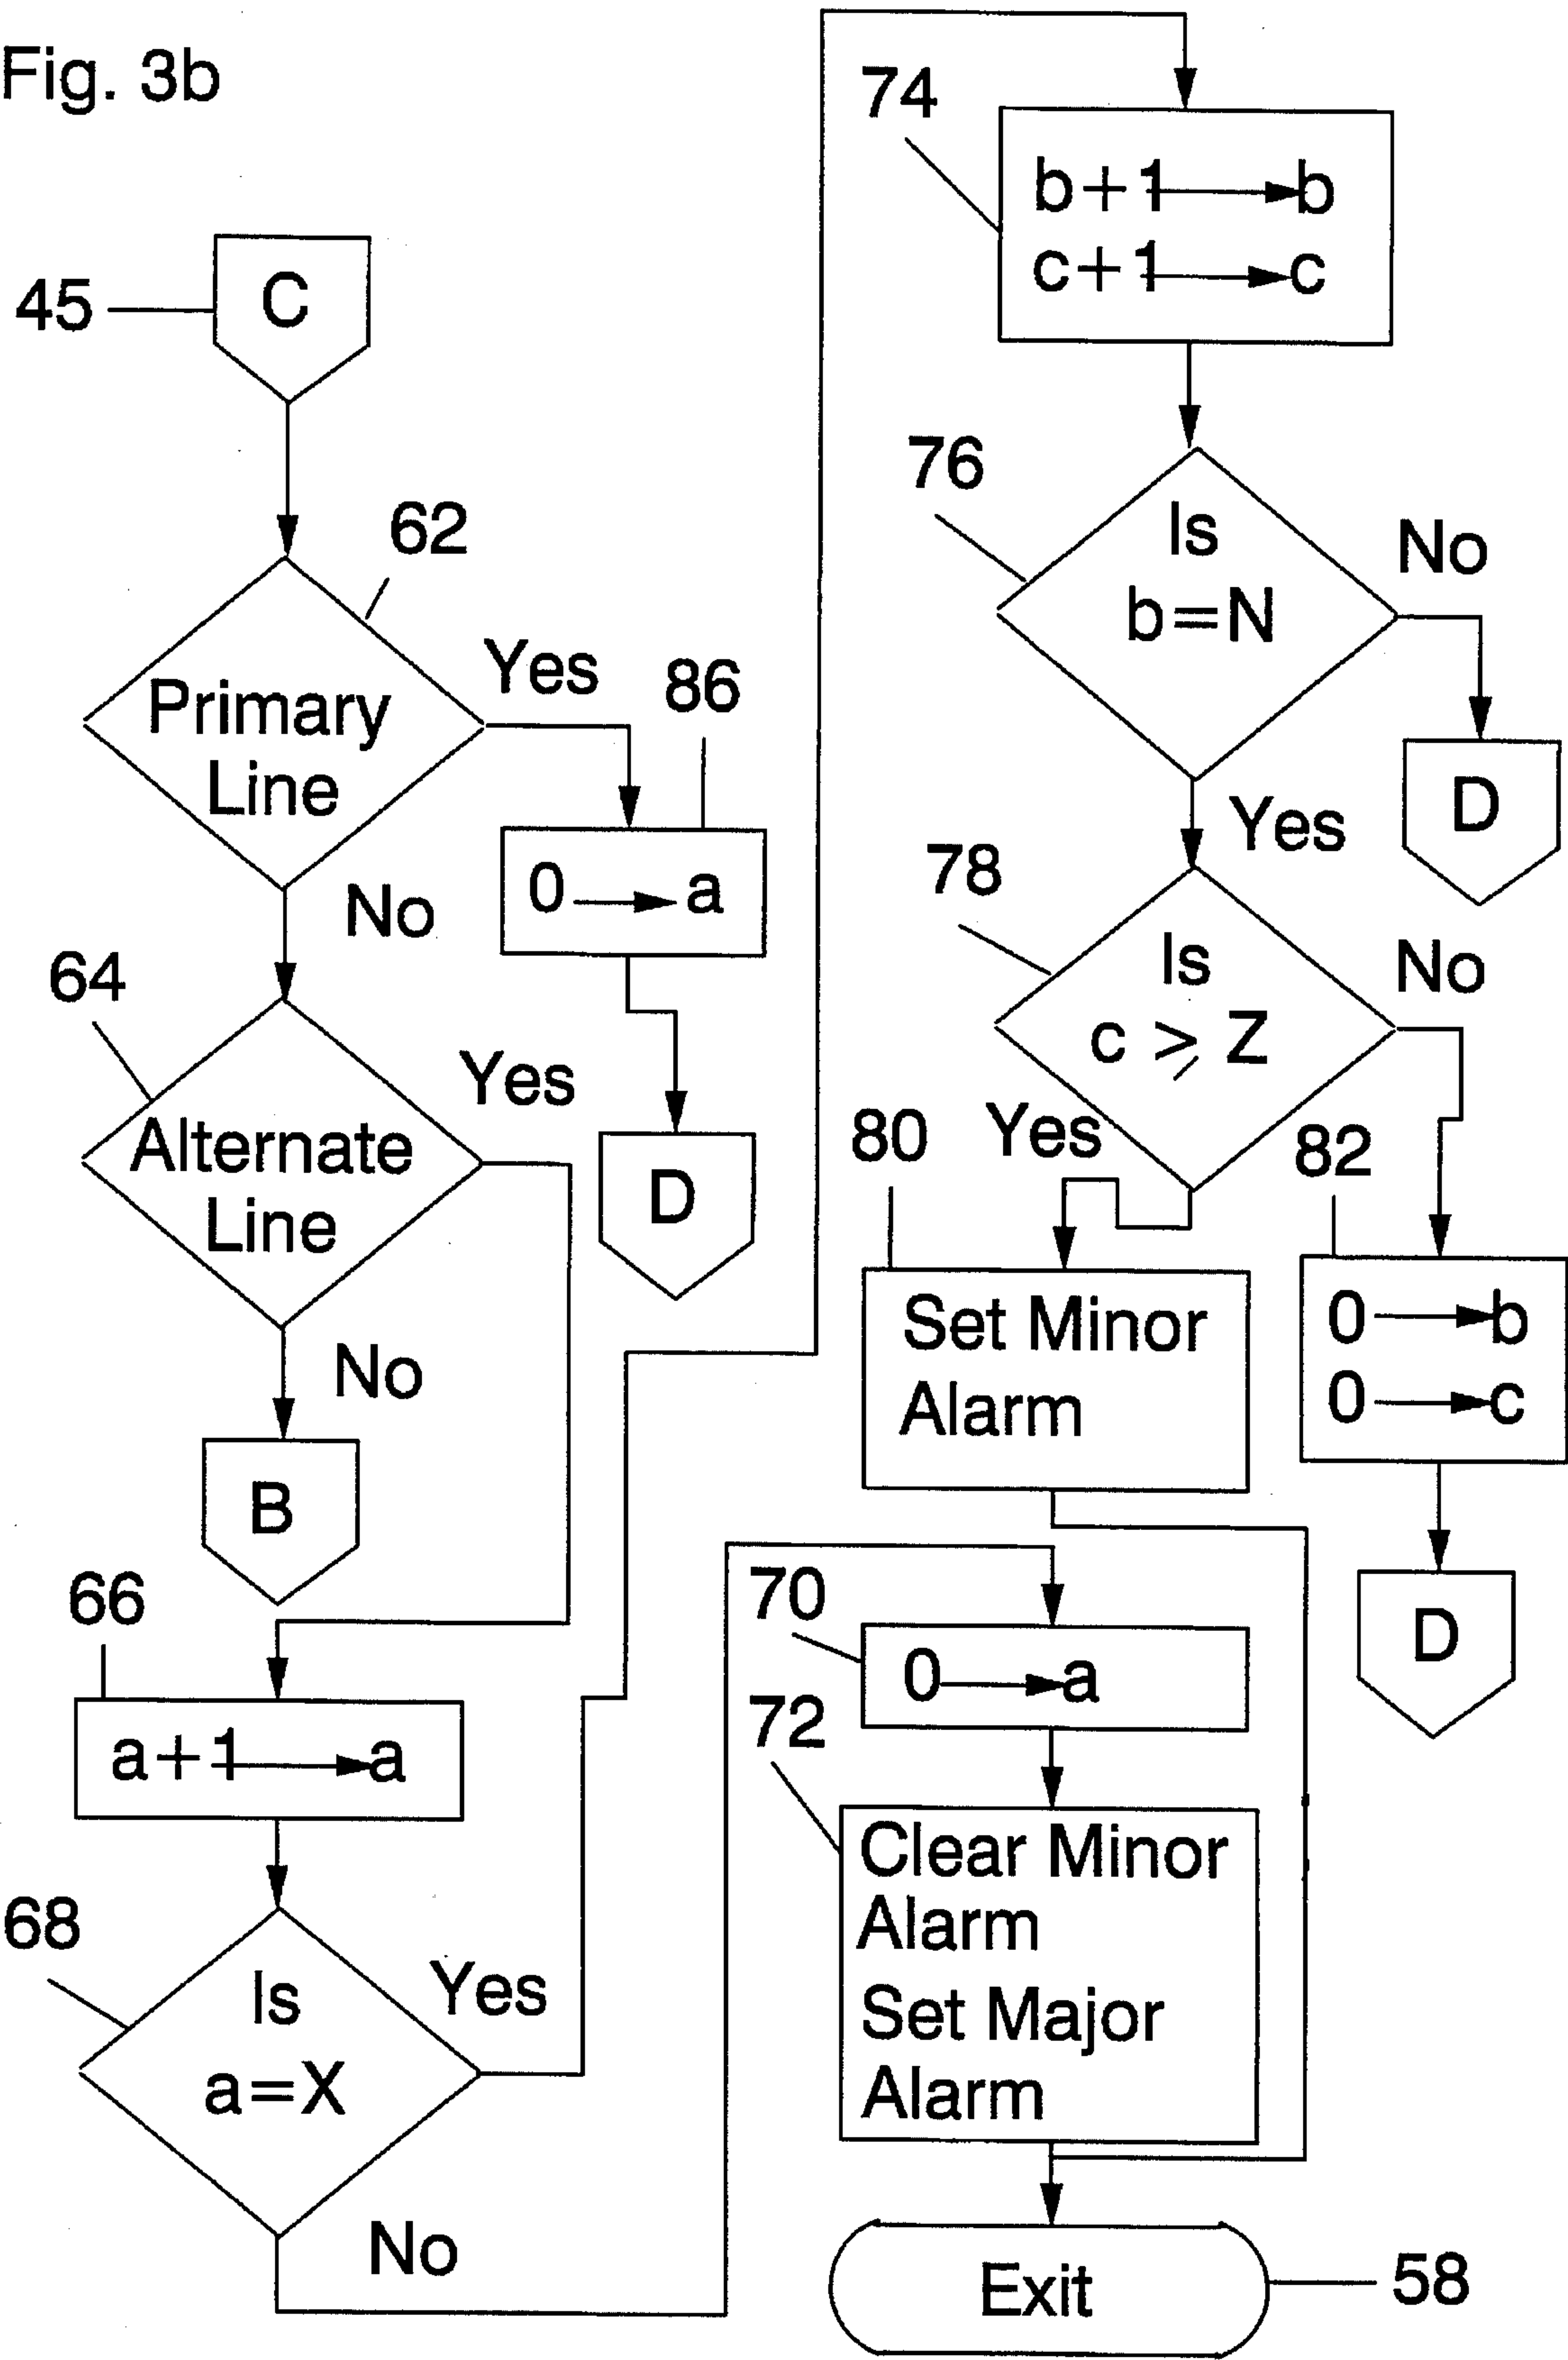 Fig. 3b
45
C
62
Primary
Line
Yes
86
0 → a
D
No
64
Alternate
Line
Yes
No
B
66
a+1 → a
68
Is
a=X
Yes
No
74
b+1 → b
c+1 → c
76
Is
b=N
No
D
Yes
78
Is
c ⩾ Z
No
80
Yes
82
Set Minor
Alarm
0 → b
0 → c
D
70
0 → a
72
Clear Minor
Alarm
Set Major
Alarm
Exit
58